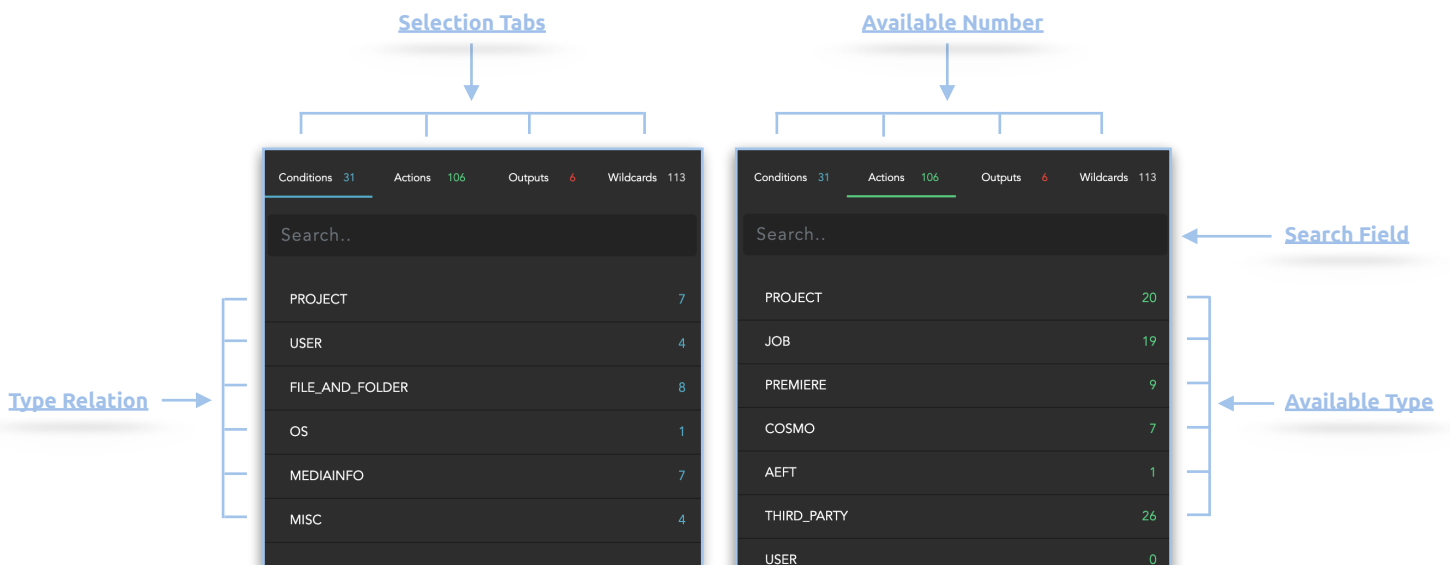 Selection Tabs
Available Number
Conditions 31 Actions 106 Outputs 6 Wildcards 113
Search..
PROJECT 7
USER 4
FILE_AND_FOLDER 8
OS 1
MEDIAINFO 7
MISC 4
Type Relation
Conditions 31 Actions 106 Outputs 6 Wildcards 113
Search..
PROJECT 20
JOB 19
PREMIERE 9
COSMO 7
AEFT 1
THIRD_PARTY 26
USER 0
Search Field
Available Type